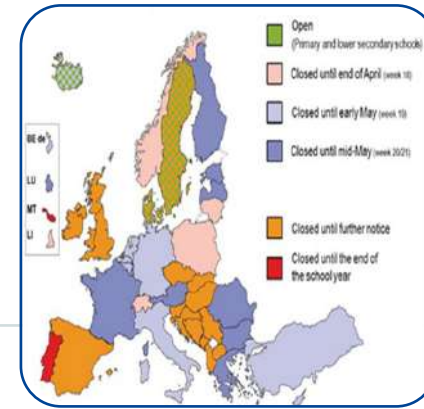 Open
(Primary and lower secondary schools)
Closed until end of April (week 18)
Closed until early May (week 19)
Closed until mid-May (week 20/21)
Closed until further notice
Closed until the end of
the school year
BE de
LU
MT
LI